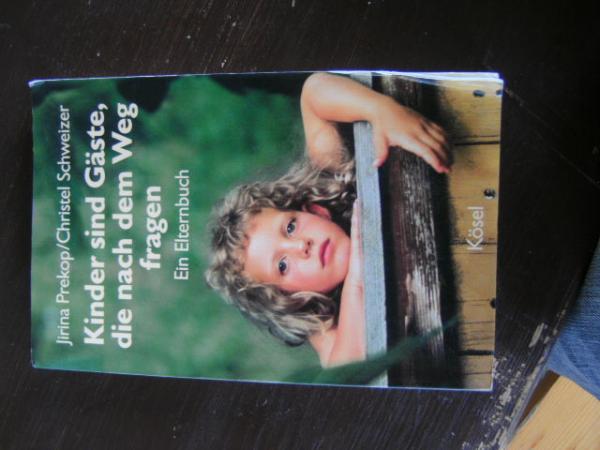 Jirina Prekop/Christel Schweizer
Kinder sind Gäste,
die nach dem Weg
fragen
Ein Elternbuch
Kösel